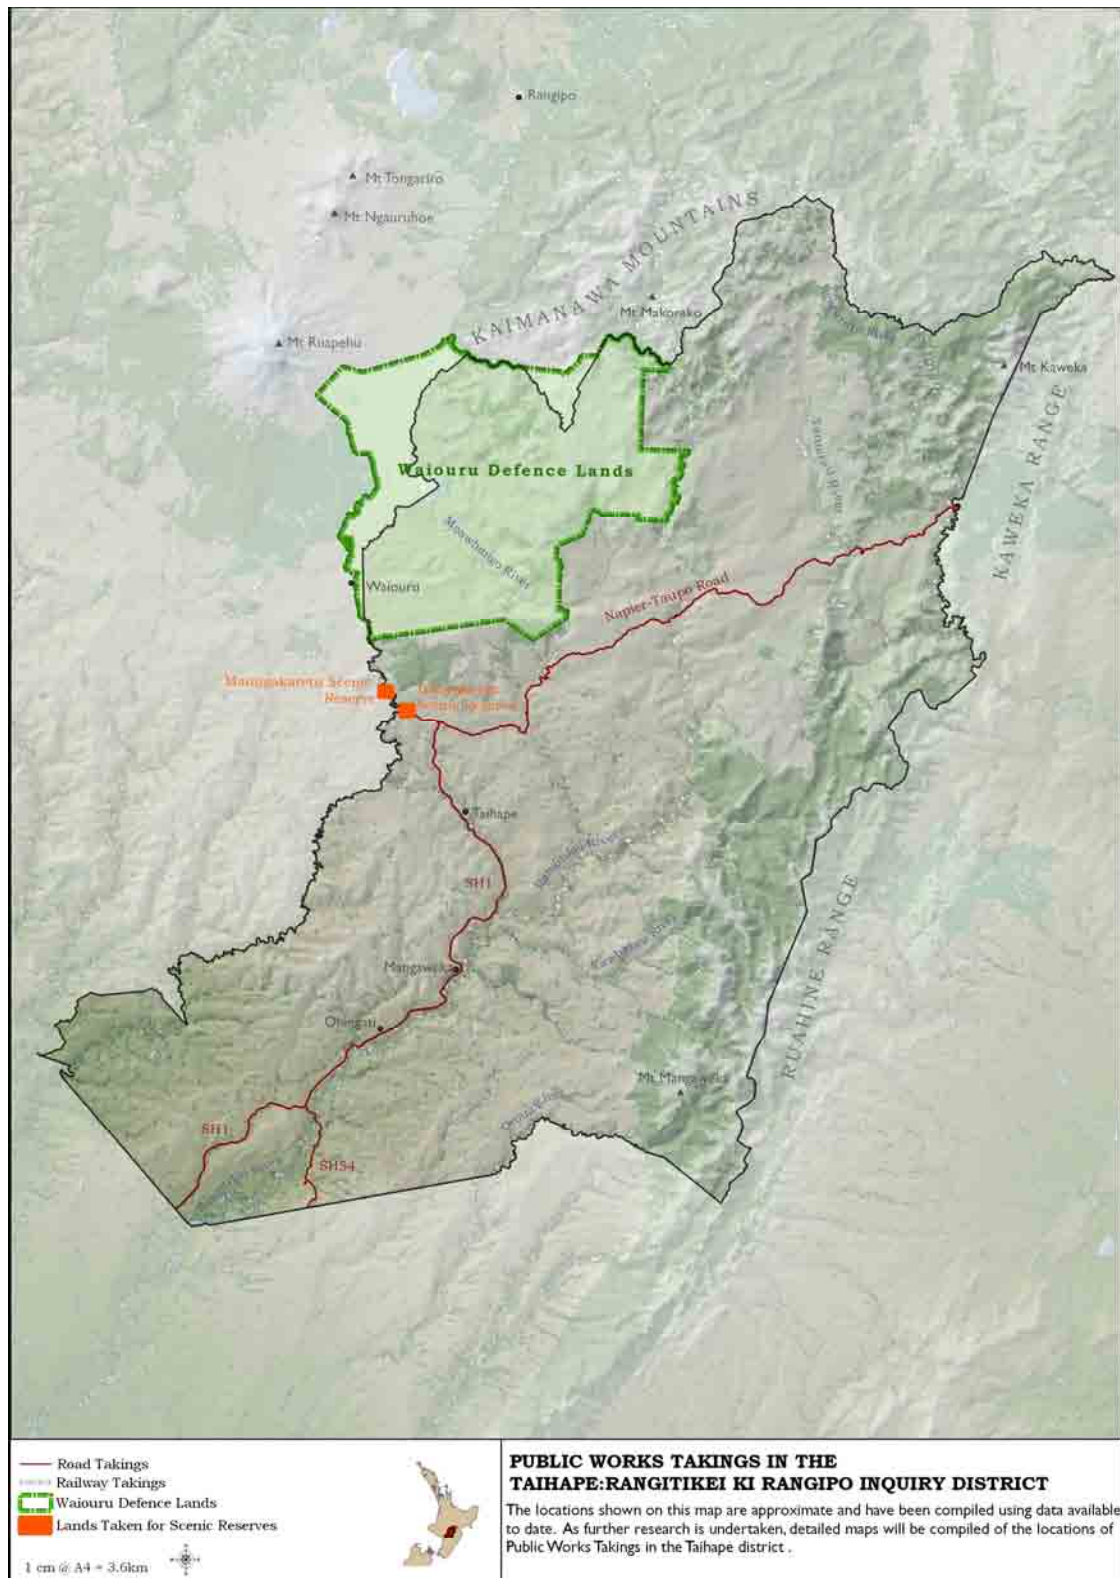 Rangipo
Mt Tongariro
Mt Ngauruhoe
KAIMANAWA MOUNTAINS
Mt Makorako
Mt Ruapehu
Mt Kaweka
KAWEKA RANGE
Waiouru Defence Lands
River
Napier-Taupo Road
Waiouru
Scenic
Reserve
Taihape
SH1
River
River
Mangaweka
RUAHINE RANGE
Ohingaiti
Mt Mangaweka
SH1
SH54
Road Takings
Railway Takings
Waiouru Defence Lands
Lands Taken for Scenic Reserves
1 cm @ A4 = 3.6km
PUBLIC WORKS TAKINGS IN THE
TAIHAPE:RANGITIKEI KI RANGIPO INQUIRY DISTRICT
The locations shown on this map are approximate and have been compiled using data available
to date. As further research is undertaken, detailed maps will be compiled of the locations of
Public Works Takings in the Taihape district .